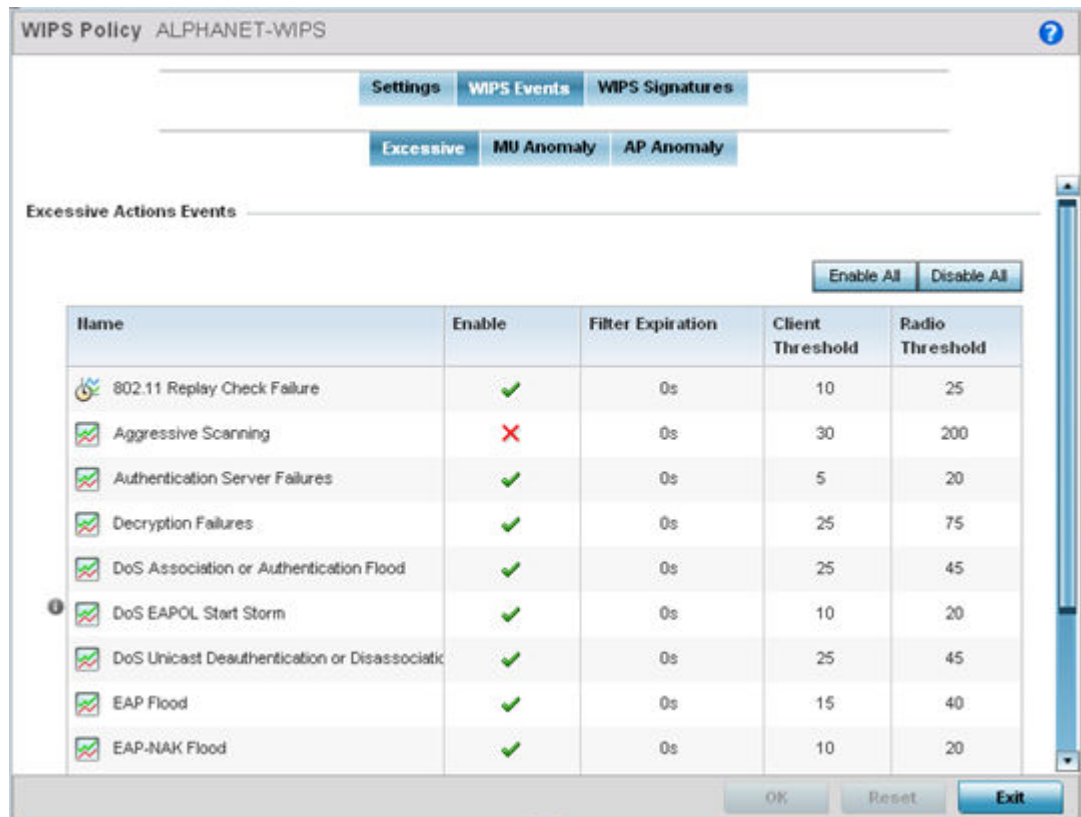 WIPS Policy ALPHANET-WIPS
?
Settings WIPS Events WIPS Signatures
Excessive MU Anomaly AP Anomaly
Excessive Actions Events
Enable All Disable All
Name Enable Filter Expiration Client Threshold Radio Threshold
802.11 Replay Check Failure 0s 10 25
Aggressive Scanning 0s 30 200
Authentication Server Failures 0s 5 20
Decryption Failures 0s 25 75
DoS Association or Authentication Flood 0s 25 45
DoS EAPOL Start Storm 0s 10 20
DoS Unicast Deauthentication or Disassociatic 0s 25 45
EAP Flood 0s 15 40
EAP-NAK Flood 0s 10 20
OK Reset Exit